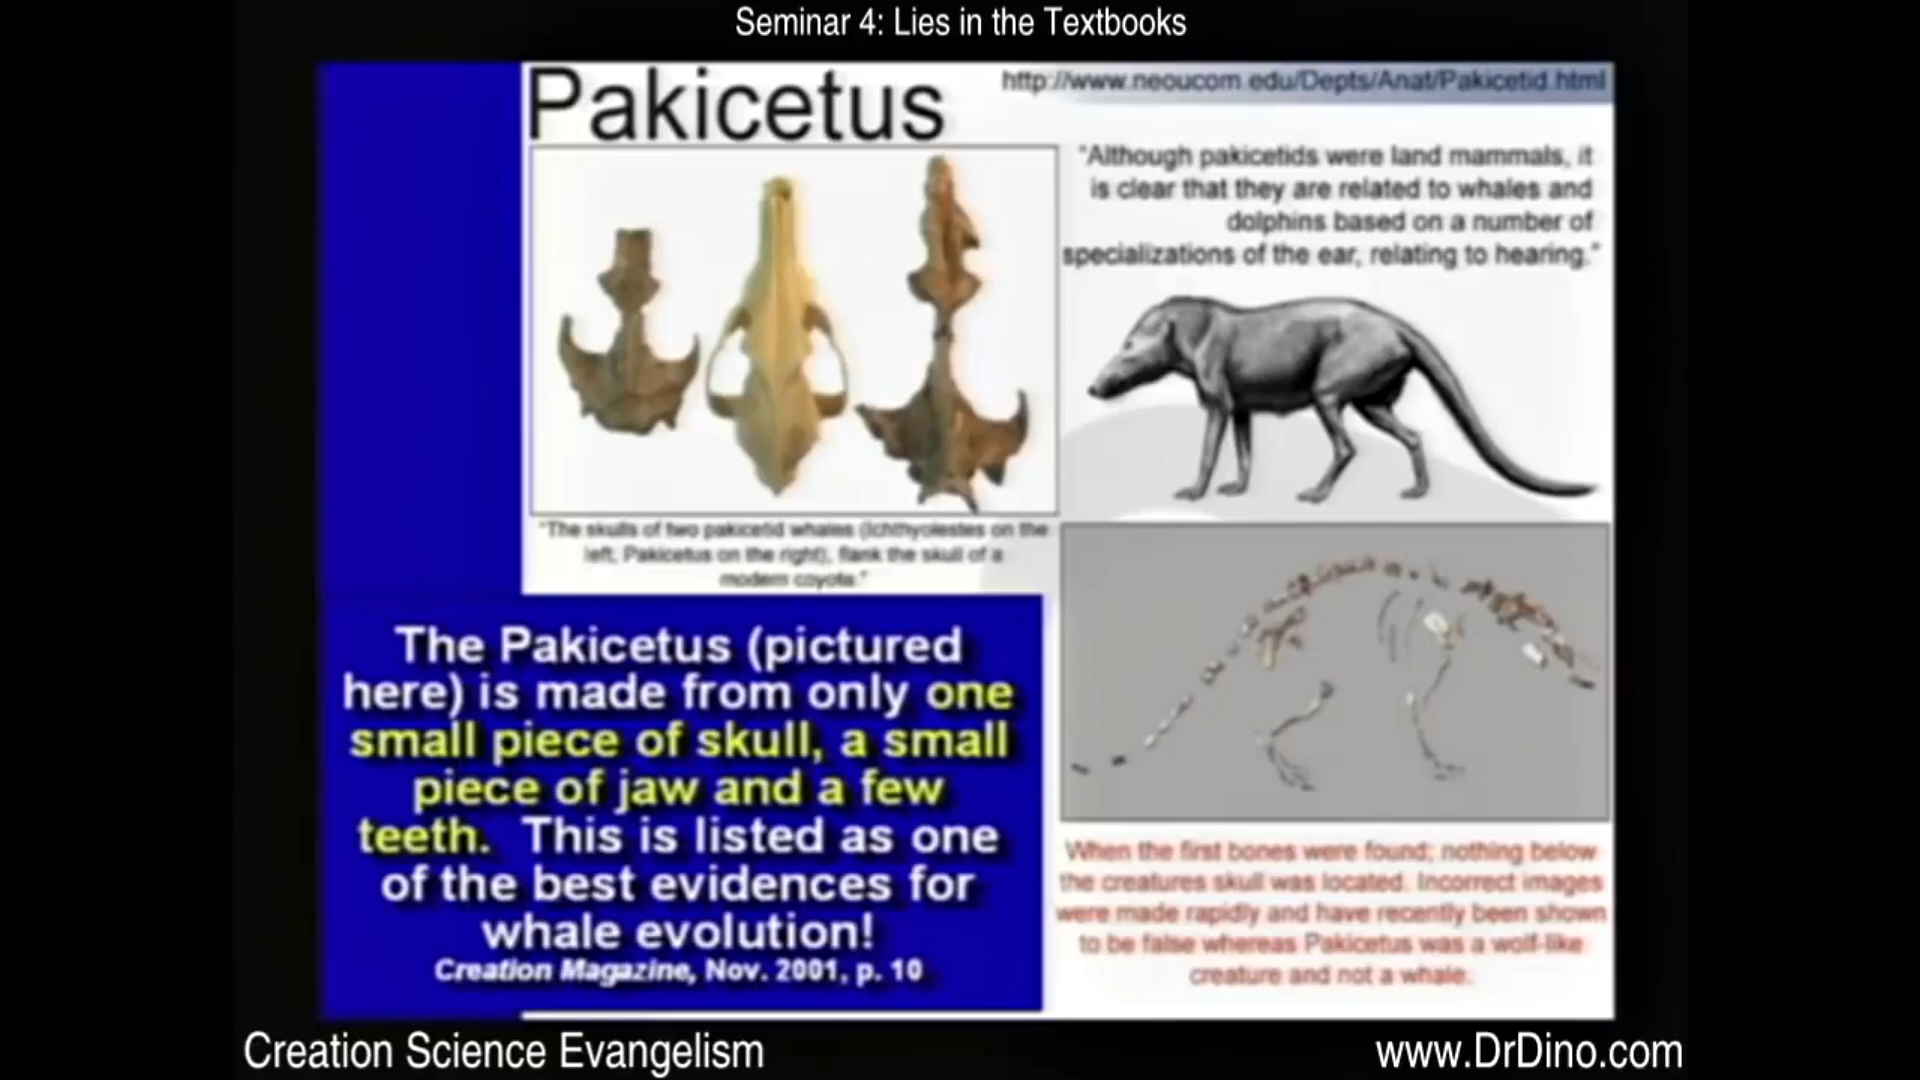 Seminar 4: Lies in the Textbooks
Pakicetus
http://www.neoucom.edu/Depts/Anat/Pakicetid.html
"Although pakicetids were land mammals, it
is clear that they are related to whales and
dolphins based on a number of
specializations of the ear, relating to hearing."
"The skulls of two pakicetid whales (Ichthyolestes on the
left, Pakicetus on the right), flank the skull of a
modern coyote."
The Pakicetus (pictured
here) is made from only one
small piece of skull, a small
piece of jaw and a few
teeth. This is listed as one
of the best evidences for
whale evolution!
Creation Magazine, Nov. 2001, p. 10
When the first bones were found; nothing below
the creatures skull was located. Incorrect images
were made rapidly and have recently been shown
to be false whereas Pakicetus was a wolf-like
creature and not a whale.
Creation Science Evangelism
www.DrDino.com